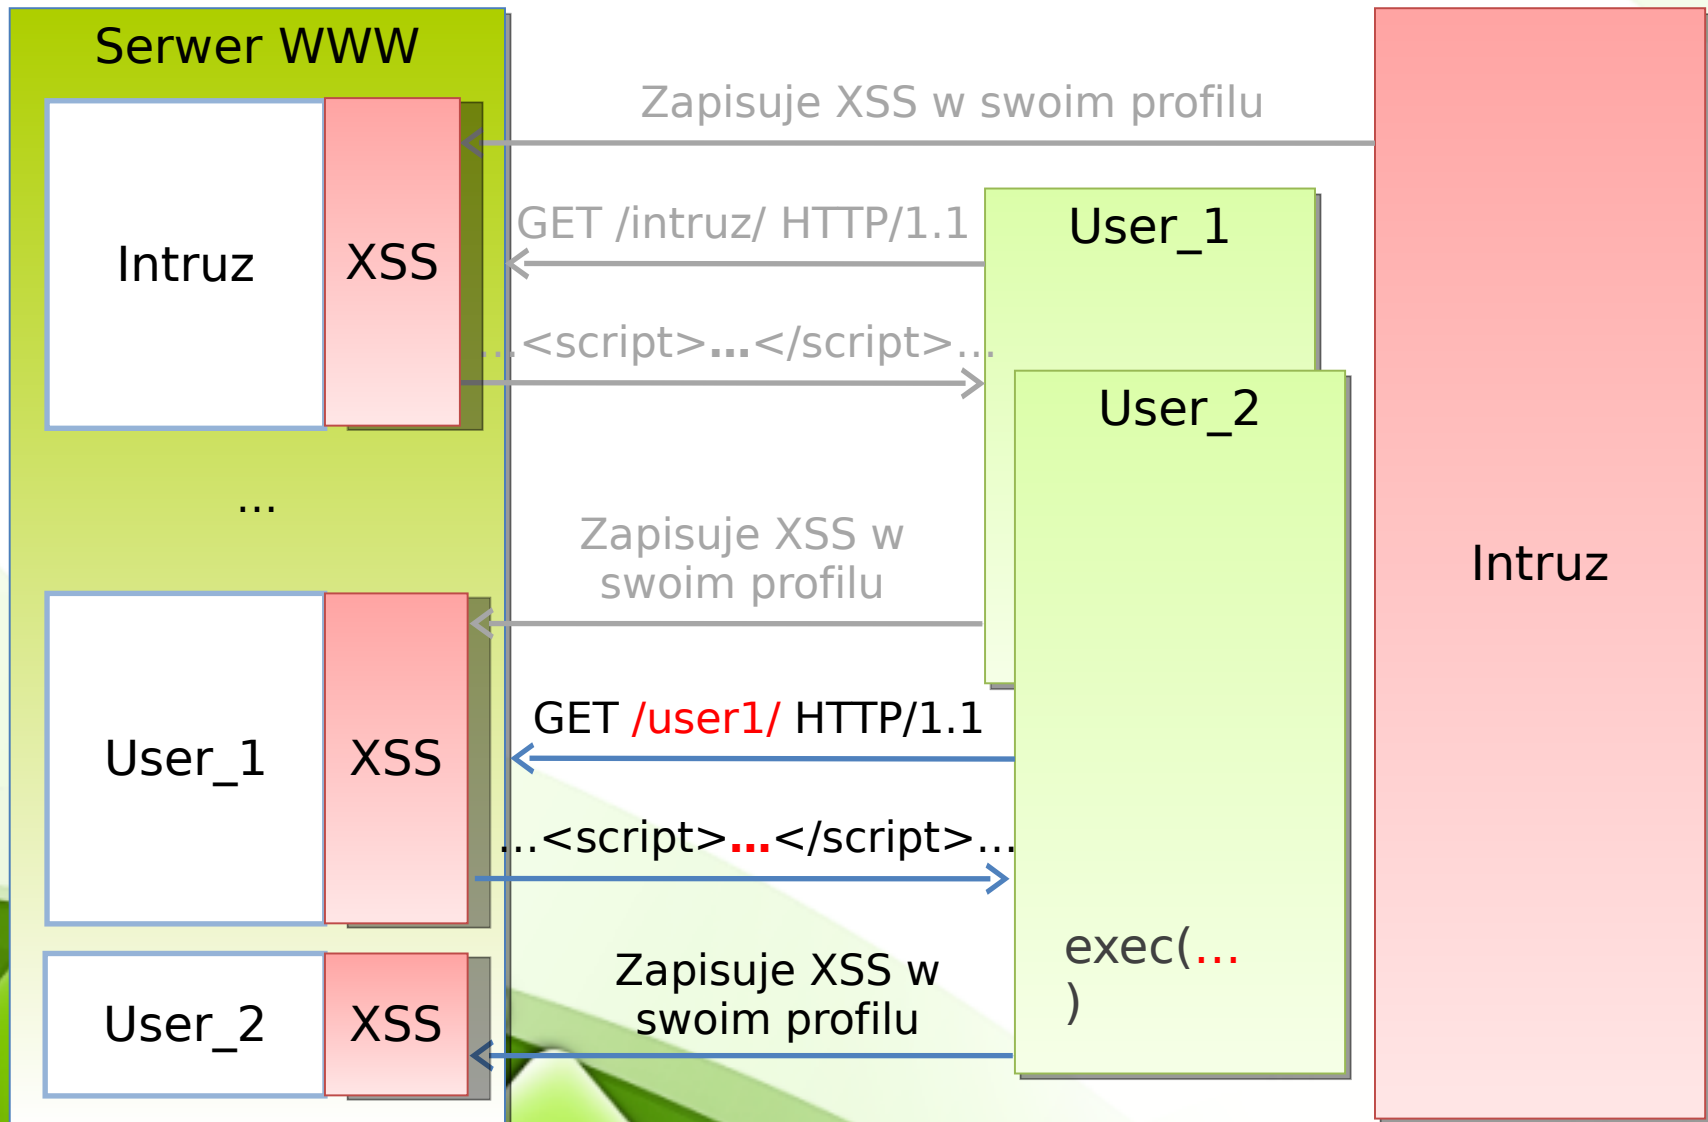 Serwer WWW
Zapisuje XSS w swoim profilu
Intruz
XSS
GET /intruz/ HTTP/1.1
User_1
...<script>...</script>...
User_2
...
Zapisuje XSS w
swoim profilu
Intruz
User_1
XSS
GET /user1/ HTTP/1.1
...<script>...</script>...
exec(...
)
User_2
XSS
Zapisuje XSS w
swoim profilu